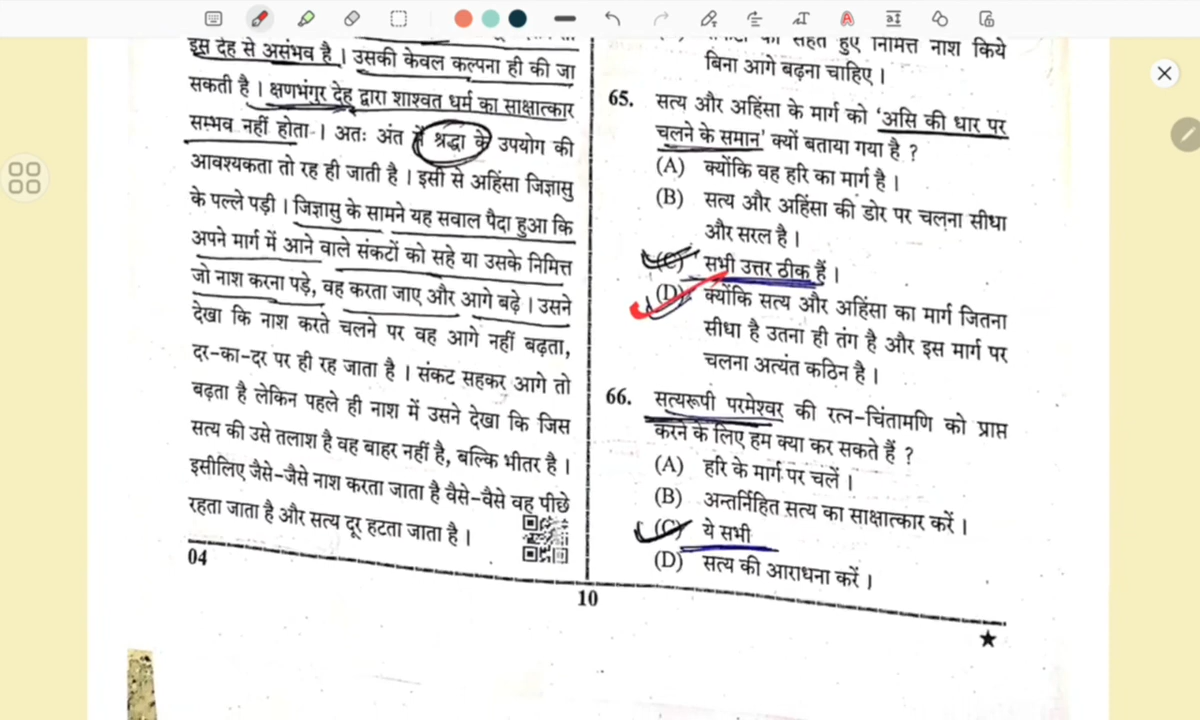 इस देह से असंभव है । उसकी केवल कल्पना ही की जा
सकती है । क्षणभंगुर देह द्वारा शाश्वत धर्म का साक्षात्कार
सम्भव नहीं होता । अतः अंत में श्रद्धा के उपयोग की
आवश्यकता तो रह ही जाती है । इसी से अहिंसा जिज्ञासु
के पल्ले पड़ी । जिज्ञासु के सामने यह सवाल पैदा हुआ कि
अपने मार्ग में आने वाले संकटों को सहे या उसके निमित्त
जो नाश करना पड़े, वह करता जाए और आगे बढ़े । उसने
देखा कि नाश करते चलने पर वह आगे नहीं बढ़ता,
दर-का-दर पर ही रह जाता है । संकट सहकर आगे तो
बढ़ता है लेकिन पहले ही नाश में उसने देखा कि जिस
सत्य की उसे तलाश है वह बाहर नहीं है, बल्कि भीतर है ।
इसीलिए जैसे-जैसे नाश करता जाता है वैसे-वैसे वह पीछे
रहता जाता है और सत्य दूर हटता जाता है ।
04
सहते हुए निमित्त नाश किये
बिना आगे बढ़ना चाहिए ।
65. सत्य और अहिंसा के मार्ग को 'असि की धार पर
चलने के समान' क्यों बताया गया है ?
(A) क्योंकि वह हरि का मार्ग है ।
(B) सत्य और अहिंसा की डोर पर चलना सीधा
और सरल है ।
(C) सभी उत्तर ठीक हैं ।
(D) क्योंकि सत्य और अहिंसा का मार्ग जितना
सीधा है उतना ही तंग है और इस मार्ग पर
चलना अत्यंत कठिन है ।
66. सत्यरूपी परमेश्वर की रत्न-चिंतामणि को प्राप्त
करने के लिए हम क्या कर सकते हैं ?
(A) हरि के मार्ग पर चलें ।
(B) अन्तर्निहित सत्य का साक्षात्कार करें ।
(C) ये सभी
(D) सत्य की आराधना करें ।
10